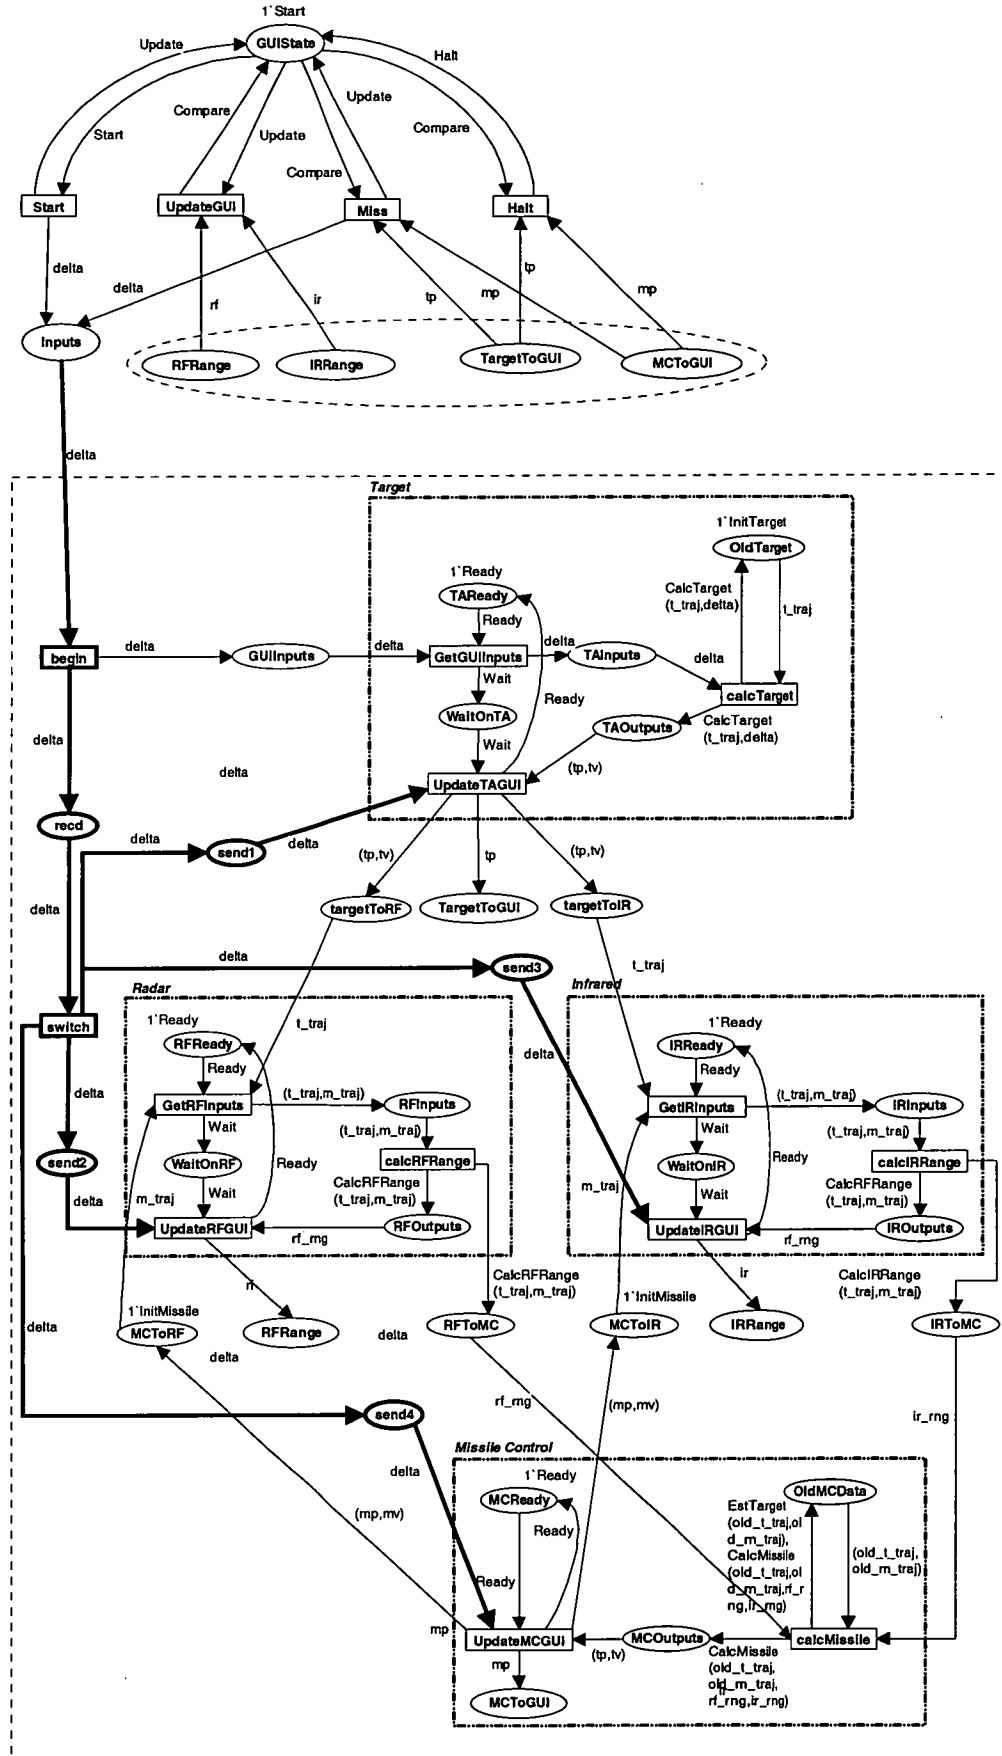 1`Start
GUIState
Update
Halt
Compare
Update
Start
Update
Compare
Compare
Start
UpdateGUI
Miss
Halt
delta
delta
rf
ir
tp
mp
tp
mp
Inputs
RFRange
IRRange
TargetToGUI
MCToGUI
delta
Target
1`InitTarget
OldTarget
1`Ready
TAReady
CalcTarget
(t_traj,delta)
t_traj
Ready
begin
delta
GUIInputs
delta
GetGUIInputs
delta
TAInputs
delta
calcTarget
Wait
Ready
WaitOnTA
TAOutputs
CalcTarget
(t_traj,delta)
Wait
(tp,tv)
delta
delta
UpdateTAGUI
recd
delta
send1
delta
(tp,tv)
tp
(tp,tv)
delta
targetToRF
TargetToGUI
targetToIR
delta
send3
t_traj
Radar
Infrared
switch
1`Ready
t_traj
1`Ready
RFReady
IRReady
delta
Ready
Ready
delta
GetRFInputs
(t_traj,m_traj)
RFInputs
GetIRInputs
(t_traj,m_traj)
IRInputs
Wait
(t_traj,m_traj)
Wait
(t_traj,m_traj)
send2
WaitOnRF
Ready
calcRFRange
WaitOnIR
Ready
calcIRRange
m_traj
Wait
CalcRFRange
(t_traj,m_traj)
m_traj
Wait
CalcRFRange
(t_traj,m_traj)
delta
UpdateRFGUI
rf_rng
RFOutputs
UpdateIRGUI
rf_rng
IROutputs
rf
CalcRFRange
(t_traj,m_traj)
ir
CalcIRRange
(t_traj,m_traj)
1`InitMissile
1`InitMissile
delta
MCToRF
RFRange
delta
RFToMC
MCToIR
IRRange
IRToMC
delta
send4
rf_rng
(mp,mv)
ir_rng
Missile Control
delta
1`Ready
MCReady
OldMCData
(mp,mv)
Ready
EstTarget
(old_t_traj,ol
d_m_traj),
CalcMissile
(old_t_traj,ol
d_m_traj,rf_r
ng,ir_rng)
(old_t_traj,
old_m_traj)
Ready
mp
UpdateMCGUI
(tp,tv)
MCOutputs
calcMissile
mp
CalcMissile
(old_t_traj,
old_m_traj,
rf_rng,ir_rng)
MCToGUI